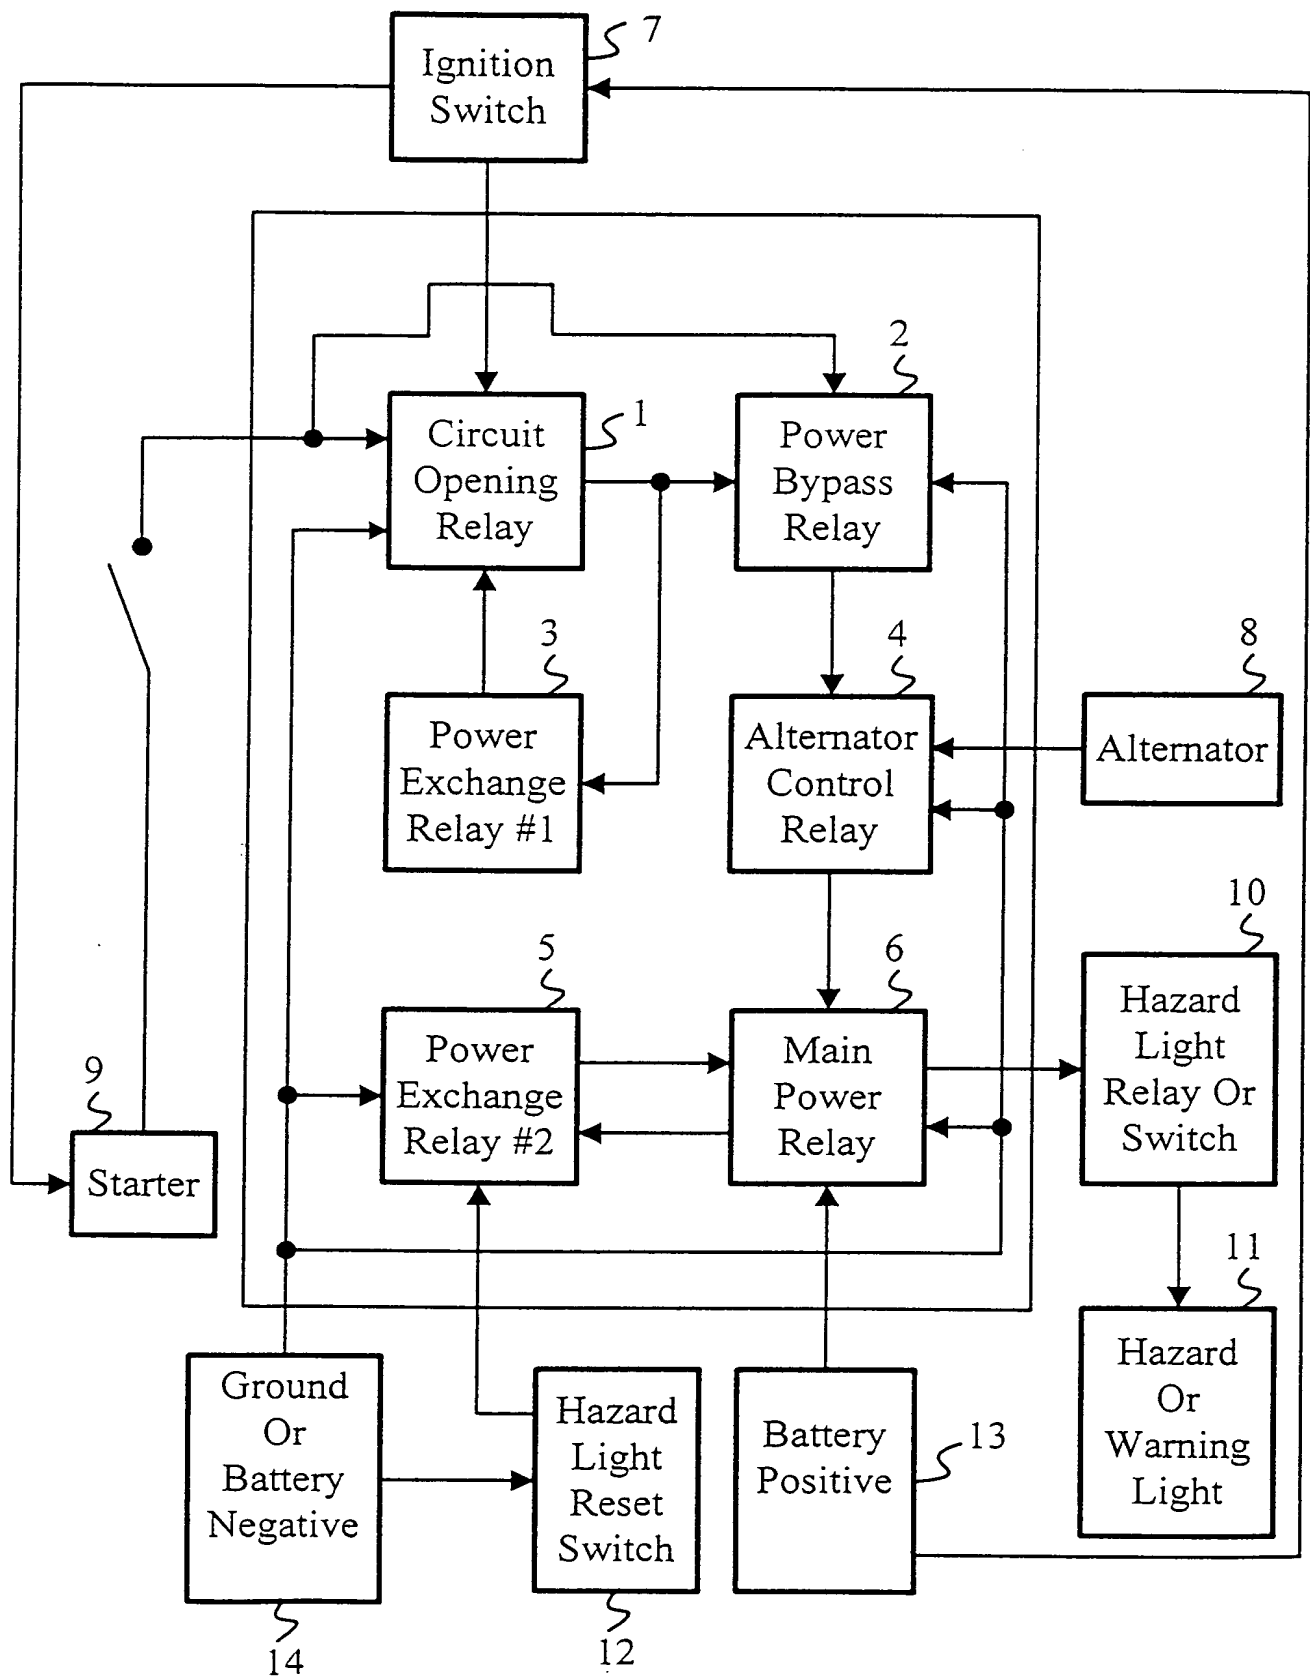 7
Ignition
Switch
2
1
Circuit
Opening
Relay
Power
Bypass
Relay
3
4
8
Power
Exchange
Relay #1
Alternator
Control
Relay
Alternator
10
5
6
Hazard
Light
Relay Or
Switch
9
Power
Exchange
Relay #2
Main
Power
Relay
Starter
11
Ground
Or
Battery
Negative
Hazard
Light
Reset
Switch
Battery
Positive
13
Hazard
Or
Warning
Light
14
12